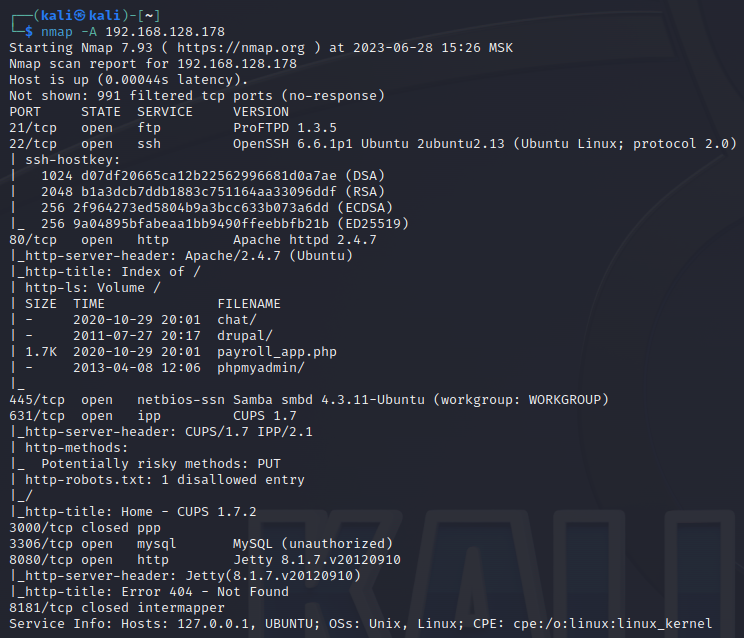 ┌──(kali㉿kali)-[~]
└─$ nmap -A 192.168.128.178
Starting Nmap 7.93 ( https://nmap.org ) at 2023-06-28 15:26 MSK
Nmap scan report for 192.168.128.178
Host is up (0.00044s latency).
Not shown: 991 filtered tcp ports (no-response)
PORT     STATE  SERVICE     VERSION
21/tcp   open   ftp         ProFTPD 1.3.5
22/tcp   open   ssh         OpenSSH 6.6.1p1 Ubuntu 2ubuntu2.13 (Ubuntu Linux; protocol 2.0)
| ssh-hostkey:
|   1024 d07df20665ca12b22562996681d0a7ae (DSA)
|   2048 b1a3dcb7ddb1883c751164aa33096ddf (RSA)
|   256 2f964273ed5804b9a3bcc633b073a6dd (ECDSA)
|_  256 9a04895bfabeaa1bb9490ffeebbfb21b (ED25519)
80/tcp   open   http        Apache httpd 2.4.7
|_http-server-header: Apache/2.4.7 (Ubuntu)
|_http-title: Index of /
| http-ls: Volume /
| SIZE  TIME              FILENAME
| -     2020-10-29 20:01  chat/
| -     2011-07-27 20:17  drupal/
| 1.7K  2020-10-29 20:01  payroll_app.php
| -     2013-04-08 12:06  phpmyadmin/
|_
445/tcp  open   netbios-ssn Samba smbd 4.3.11-Ubuntu (workgroup: WORKGROUP)
631/tcp  open   ipp         CUPS 1.7
|_http-server-header: CUPS/1.7 IPP/2.1
| http-methods:
|_  Potentially risky methods: PUT
| http-robots.txt: 1 disallowed entry
|_/
|_http-title: Home - CUPS 1.7.2
3000/tcp closed ppp
3306/tcp open   mysql       MySQL (unauthorized)
8080/tcp open   http        Jetty 8.1.7.v20120910
|_http-server-header: Jetty(8.1.7.v20120910)
|_http-title: Error 404 - Not Found
8181/tcp closed intermapper
Service Info: Hosts: 127.0.0.1, UBUNTU; OSs: Unix, Linux; CPE: cpe:/o:linux:linux_kernel
KALI